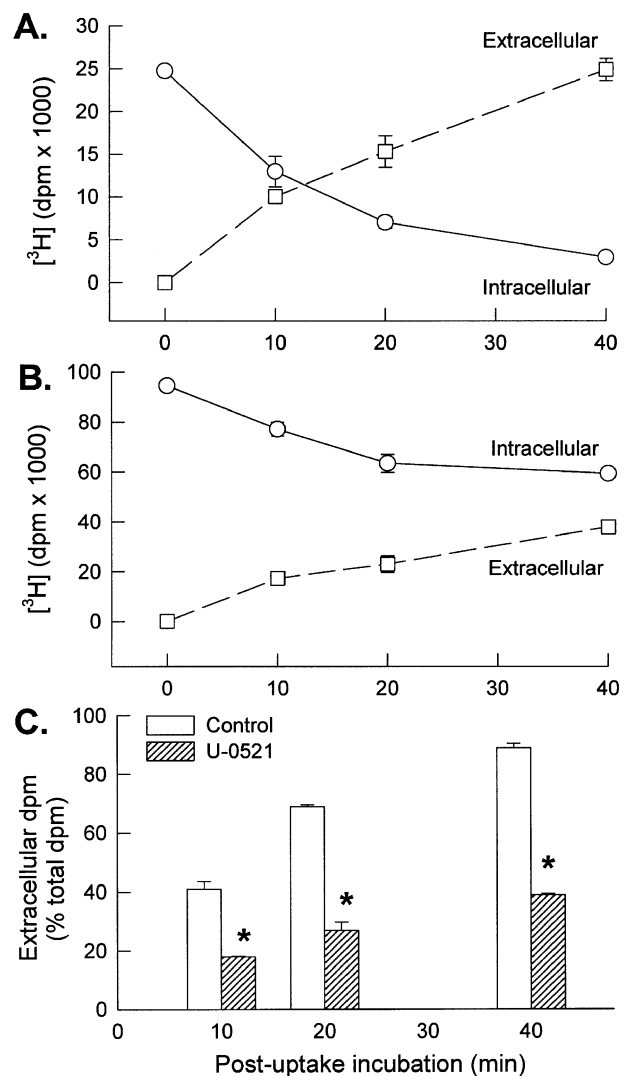 A.
30
25
20
15
10
5
0
[³H] (dpm x 1000)
Extracellular
Intracellular
0 10 20 30 40
B.
100
80
60
40
20
0
[³H] (dpm x 1000)
Intracellular
Extracellular
0 10 20 30 40
C.
100
80
60
40
20
0
Extracellular dpm
(% total dpm)
Control
U-0521
*
*
*
0 10 20 30 40
Post-uptake incubation (min)